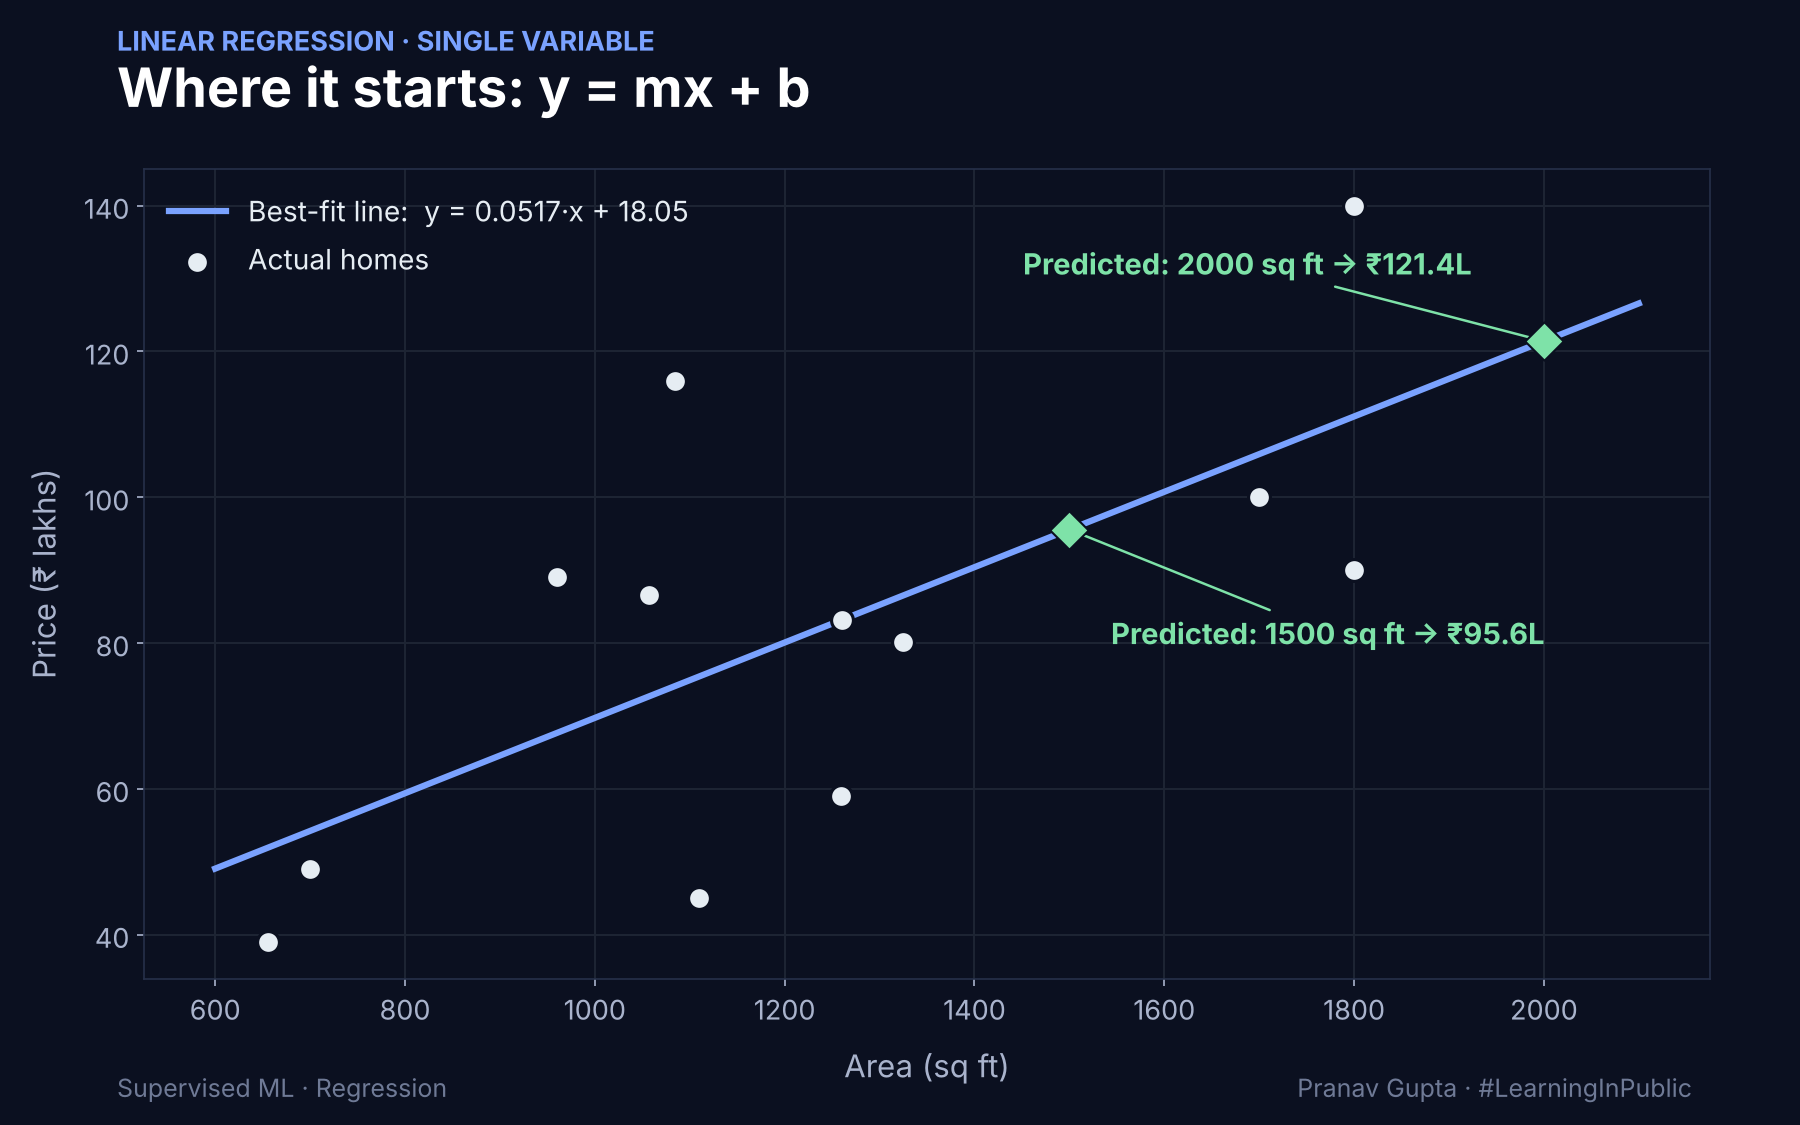 LINEAR REGRESSION · SINGLE VARIABLE
Where it starts: y = mx + b
Best-fit line: y = 0.0517·x + 18.05
Actual homes
Predicted: 2000 sq ft → ₹121.4L
Predicted: 1500 sq ft → ₹95.6L
Price (₹ lakhs)
140
120
100
80
60
40
600 800 1000 1200 1400 1600 1800 2000
Area (sq ft)
Supervised ML · Regression
Pranav Gupta · #LearningInPublic